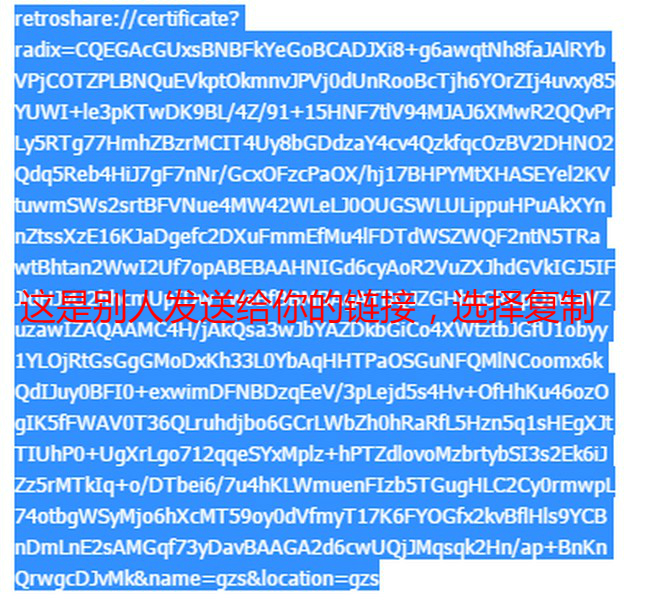 retroshare://certificate?
radix=CQEGAcGUxsBNBFkYeGoBCADJXi8+g6awqtNh8faJAlRYb
VPjCOTZPLBNQuEVkptOkmnvJPVj0dUnRooBcTjh6YOrZIj4uvxy85
YUWI+le3pKTwDK9BL/4Z/91+15HNF7tlV94MJAJ6XMwR2QQvPr
Ly5RTg77HmhZBzrMCIT4Uy8bGDdzaY4cv4QzkfqcOzBV2DHNO2
Qdq5Reb4HiJ7gF7nNr/GcxOFzcPaOX/hj17BHPYMtXHASEYel2KV
tuwmSWs2srtBFVNue4MW42WLeLJ0OUGSWLULippuHPuAkXYn
nZtssXzE16KJaDgefc2DXuFmmEfMu4lFDTdWSZWQF2ntN5TRa
wtBhtan2WwI2Uf7opABEBAAHNIGd6cyAoR2VuZXJhdGVkIGJ5IF
这是别人发送给你的链接，选择复制
uzawIZAQAAMC4H/jAkQsa3wJbYAZDkbGiCo4XWtztbJGfU1obyy
1YLOjRtGsGgGMoDxKh33L0YbAqHHTPaOSGuNFQMlNCoomx6k
QdIJuy0BFI0+exwimDFNBDzqEeV/3pLejd5s4Hv+OfHhKu46ozO
gIK5fFWAV0T36QLruhdjbo6GCrLWbZh0hRaRfL5Hzn5q1sHEgXJt
TIUhP0+UgXrLgo712qqeSYxMplz+hPTZdlovoMzbrtybSI3s2Ek6iJ
Zz5rMTkIq+o/DTbei6/7u4hKLWmuenFIzb5TGugHLC2Cy0rmwpL
74otbgWSyMjo6hXcMT59oy0dVfmyT17K6FYOGfx2kvBflHls9YCB
nDmLnE2sAMGqf73yDavBAAGA2d6cwUQjJMqsqk2Hn/ap+BnKn
QrwgcDJvMk&name=gzs&location=gzs